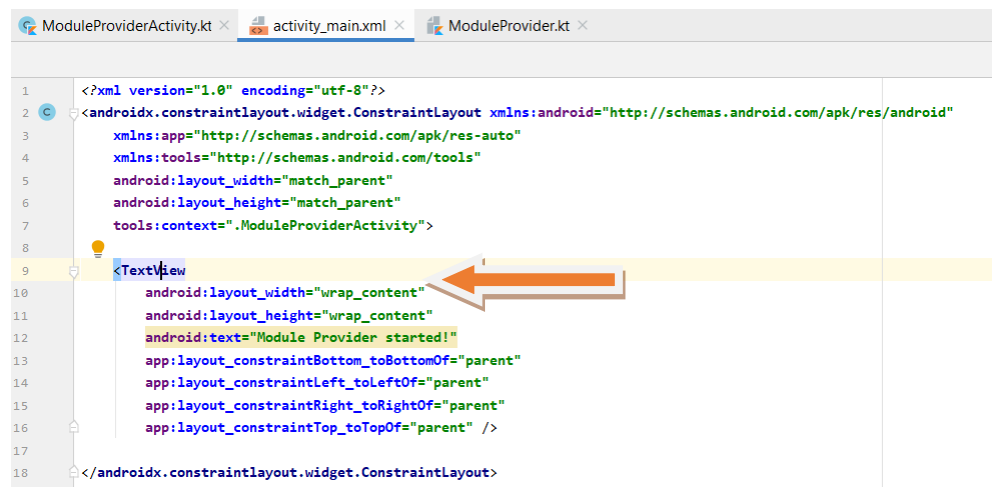 ModuleProviderActivity.kt activity_main.xml ModuleProvider.kt
1 <?xml version="1.0" encoding="utf-8"?>
2 C <androidx.constraintlayout.widget.ConstraintLayout xmlns:android="http://schemas.android.com/apk/res/android"
3 xmlns:app="http://schemas.android.com/apk/res-auto"
4 xmlns:tools="http://schemas.android.com/tools"
5 android:layout_width="match_parent"
6 android:layout_height="match_parent"
7 tools:context=".ModuleProviderActivity">
8
9 <TextView
10 android:layout_width="wrap_content"
11 android:layout_height="wrap_content"
12 android:text="Module Provider started!"
13 app:layout_constraintBottom_toBottomOf="parent"
14 app:layout_constraintLeft_toLeftOf="parent"
15 app:layout_constraintRight_toRightOf="parent"
16 app:layout_constraintTop_toTopOf="parent" />
17
18 </androidx.constraintlayout.widget.ConstraintLayout>